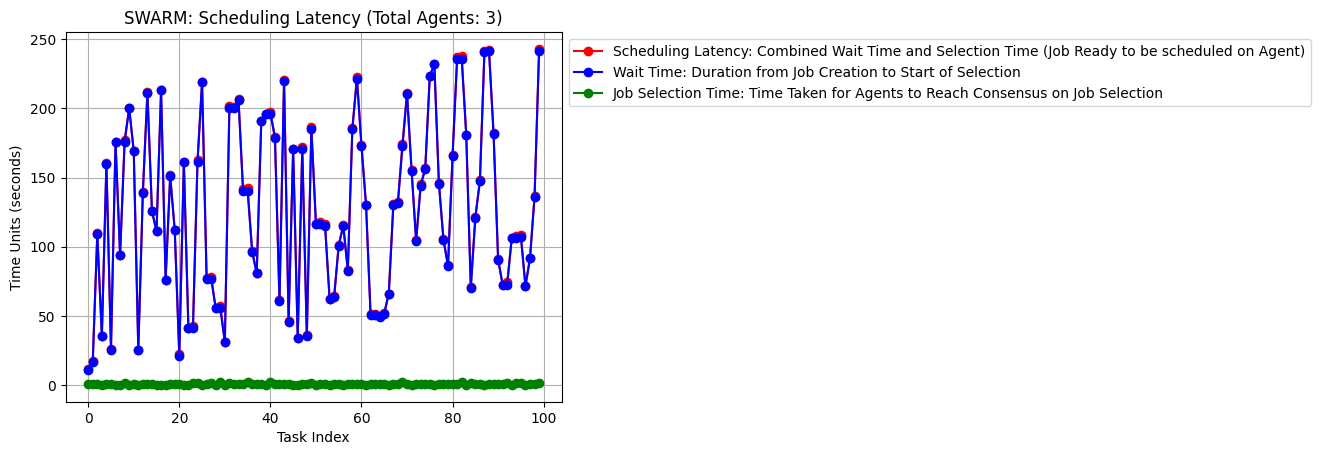 SWARM: Scheduling Latency (Total Agents: 3)
Scheduling Latency: Combined Wait Time and Selection Time (Job Ready to be scheduled on Agent)
Wait Time: Duration from Job Creation to Start of Selection
Job Selection Time: Time Taken for Agents to Reach Consensus on Job Selection
Time Units (seconds)
250
200
150
100
50
0
0 20 40 60 80 100
Task Index